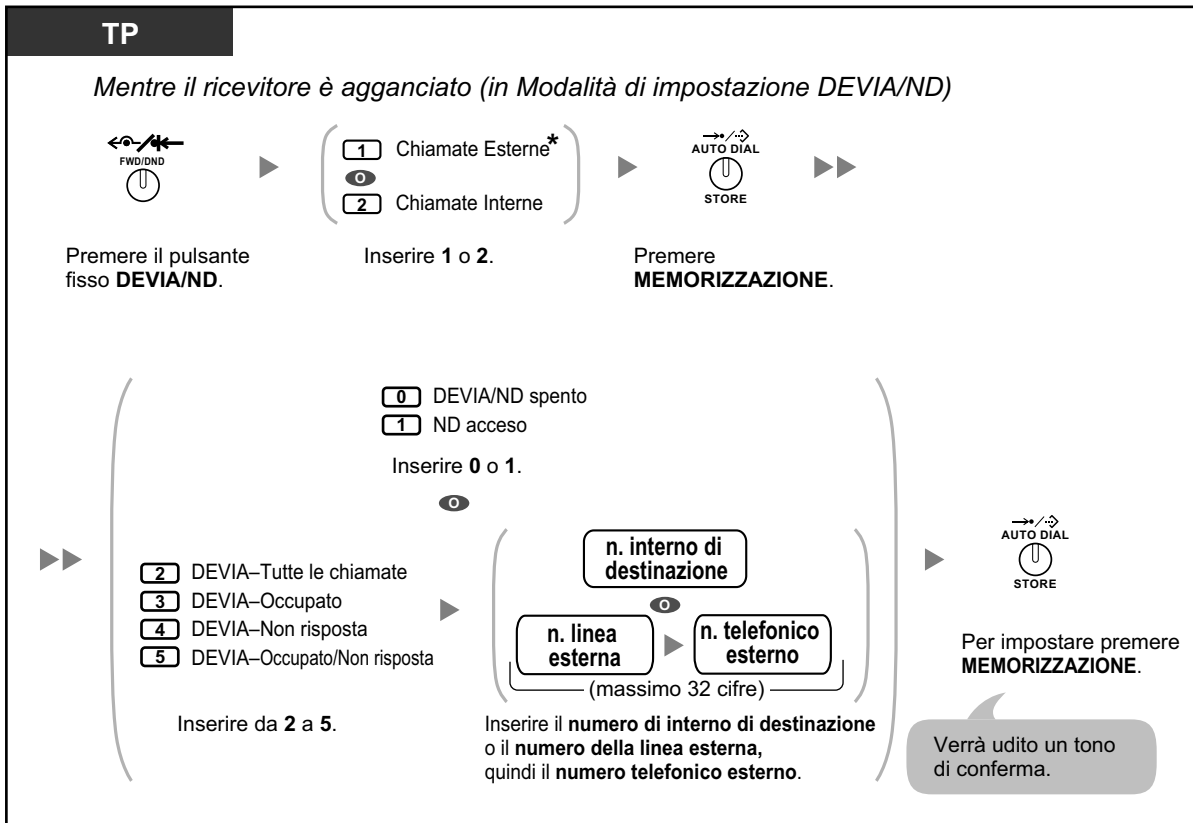 TP
Mentre il ricevitore è agganciato (in Modalità di impostazione DEVIA/ND)
FWD/DND
1 Chiamate Esterne*
O
2 Chiamate Interne
AUTO DIAL
STORE
Premere il pulsante
fisso DEVIA/ND.
Inserire 1 o 2.
Premere
MEMORIZZAZIONE.
0 DEVIA/ND spento
1 ND acceso
Inserire 0 o 1.
O
2 DEVIA–Tutte le chiamate
3 DEVIA–Occupato
4 DEVIA–Non risposta
5 DEVIA–Occupato/Non risposta
Inserire da 2 a 5.
n. interno di
destinazione
O
n. linea
esterna
n. telefonico
esterno
(massimo 32 cifre)
Inserire il numero di interno di destinazione
o il numero della linea esterna,
quindi il numero telefonico esterno.
AUTO DIAL
STORE
Per impostare premere
MEMORIZZAZIONE.
Verrà udito un tono
di conferma.